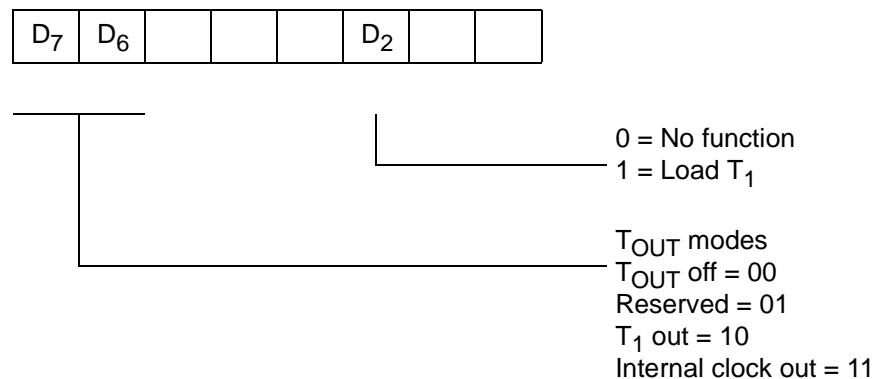 D7 D6 D2
0 = No function
1 = Load T1
TOUT modes
TOUT off = 00
Reserved = 01
T1 out = 10
Internal clock out = 11